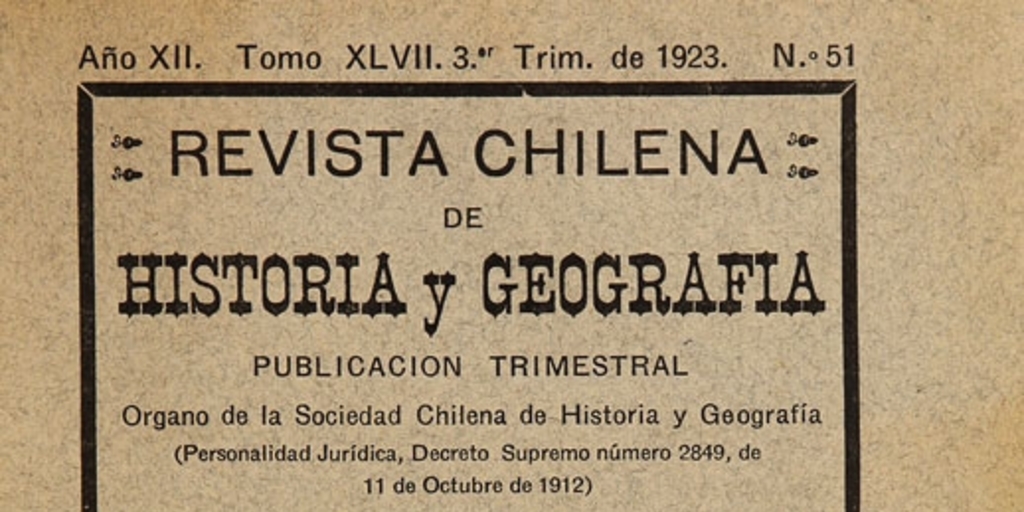 Año XII. Tomo XLVII. 3.er Trim. de 1923. N.o 51
REVISTA CHILENA
DE
HISTORIA y GEOGRAFIA
PUBLICACION TRIMESTRAL
Organo de la Sociedad Chilena de Historia y Geografía
(Personalidad Jurídica, Decreto Supremo número 2849, de
11 de Octubre de 1912)